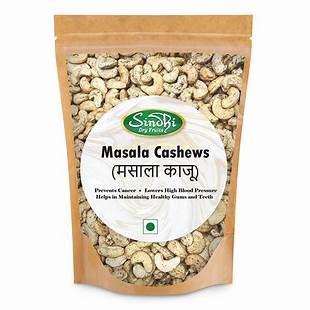 Sindhi
Dry Fruits
Masala Cashews
(मसाला काजू)
Prevents Cancer • Lowers High Blood Pressure
Helps in Maintaining Healthy Gums and Teeth